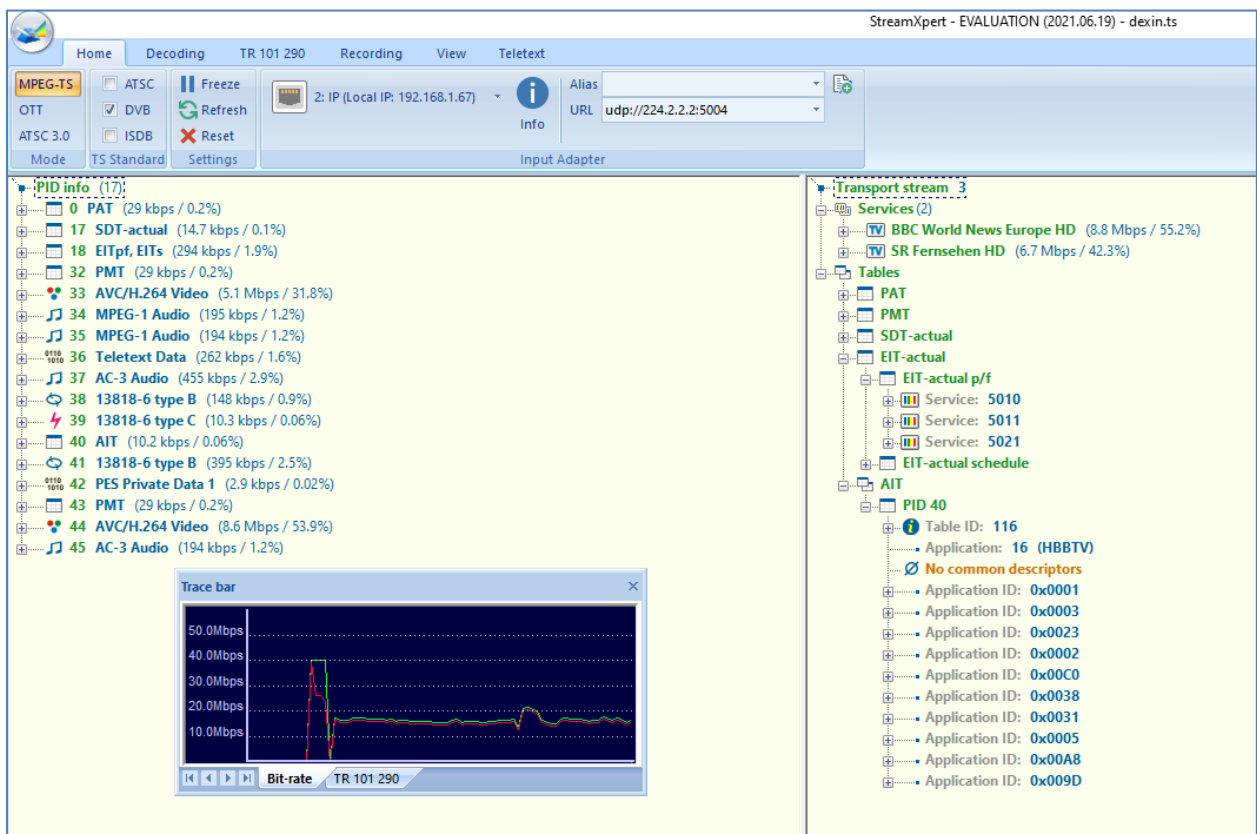 StreamXpert - EVALUATION (2021.06.19) - dexin.ts
Home Decoding TR 101 290 Recording View Teletext
MPEG-TS
OTT
ATSC 3.0
Mode
ATSC
DVB
ISDB
TS Standard
Freeze
Refresh
Reset
Settings
2: IP (Local IP: 192.168.1.67)
Info
Alias
URL udp://224.2.2.2:5004
Input Adapter
PID info (17)
0 PAT (29 kbps / 0.2%)
17 SDT-actual (14.7 kbps / 0.1%)
18 EITpf, EITs (294 kbps / 1.9%)
32 PMT (29 kbps / 0.2%)
33 AVC/H.264 Video (5.1 Mbps / 31.8%)
34 MPEG-1 Audio (195 kbps / 1.2%)
35 MPEG-1 Audio (194 kbps / 1.2%)
0110
1010 36 Teletext Data (262 kbps / 1.6%)
37 AC-3 Audio (455 kbps / 2.9%)
38 13818-6 type B (148 kbps / 0.9%)
39 13818-6 type C (10.3 kbps / 0.06%)
40 AIT (10.2 kbps / 0.06%)
41 13818-6 type B (395 kbps / 2.5%)
0110
1010 42 PES Private Data 1 (2.9 kbps / 0.02%)
43 PMT (29 kbps / 0.2%)
44 AVC/H.264 Video (8.6 Mbps / 53.9%)
45 AC-3 Audio (194 kbps / 1.2%)
Trace bar
50.0Mbps
40.0Mbps
30.0Mbps
20.0Mbps
10.0Mbps
Bit-rate TR 101 290
Transport stream 3
Services (2)
TV BBC World News Europe HD (8.8 Mbps / 55.2%)
TV SR Fernsehen HD (6.7 Mbps / 42.3%)
Tables
PAT
PMT
SDT-actual
EIT-actual
EIT-actual p/f
Service: 5010
Service: 5011
Service: 5021
EIT-actual schedule
AIT
PID 40
Table ID: 116
Application: 16 (HBBTV)
No common descriptors
Application ID: 0x0001
Application ID: 0x0003
Application ID: 0x0023
Application ID: 0x0002
Application ID: 0x00C0
Application ID: 0x0038
Application ID: 0x0031
Application ID: 0x0005
Application ID: 0x00A8
Application ID: 0x009D